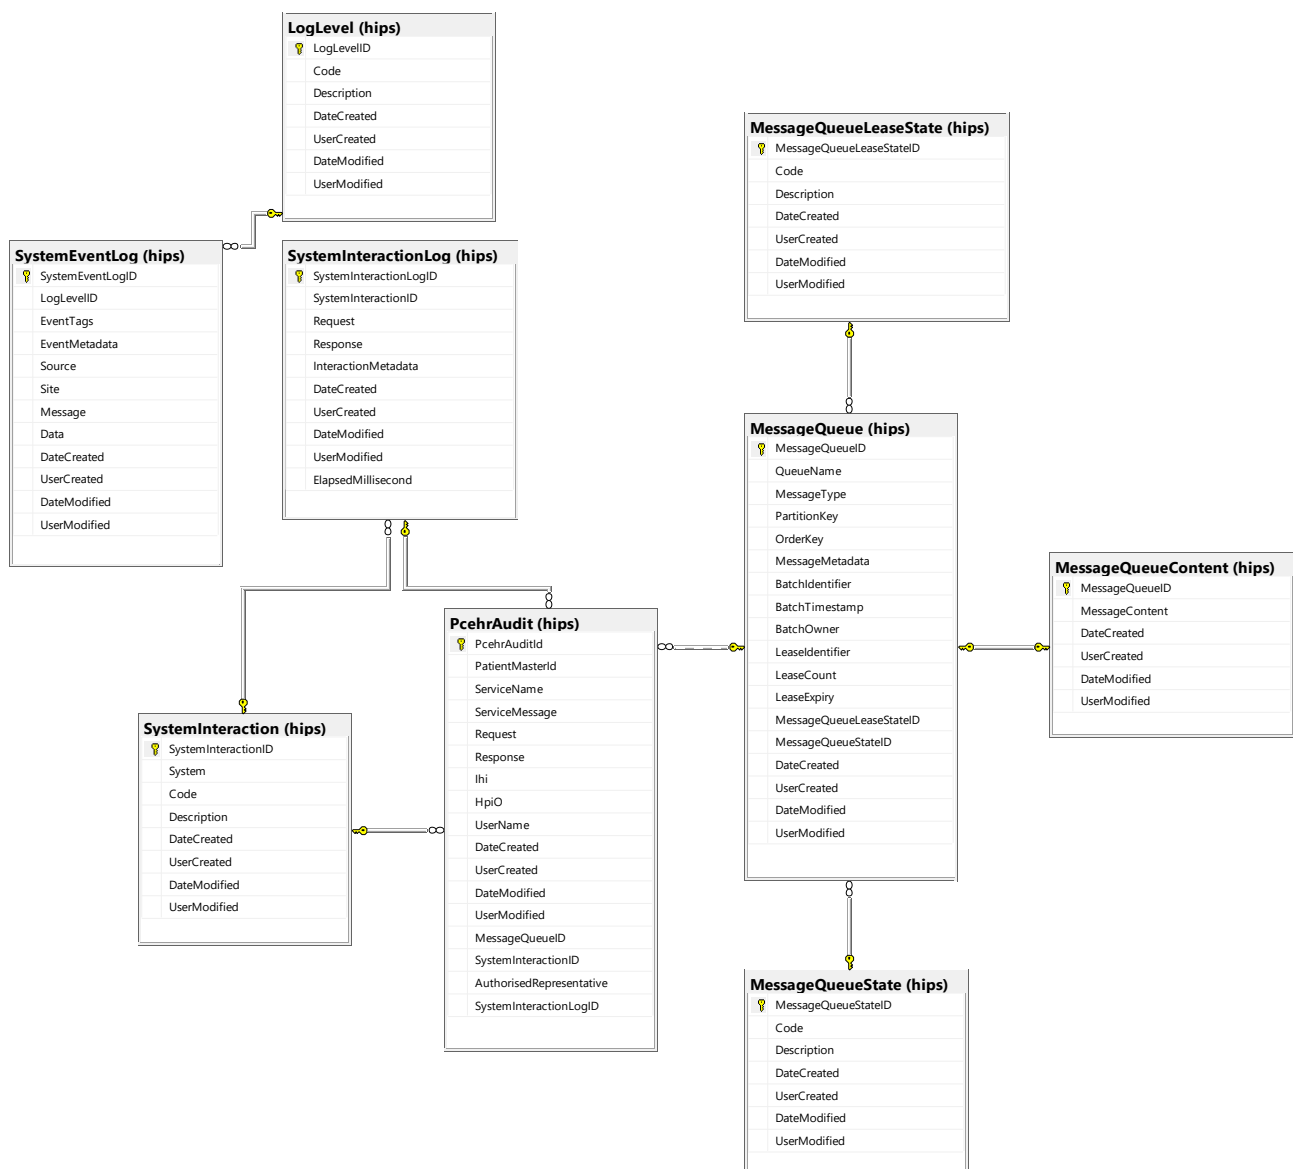 LogLevel (hips)
LogLevelID
Code
Description
DateCreated
UserCreated
DateModified
UserModified
MessageQueueLeaseState (hips)
MessageQueueLeaseStateID
Code
Description
DateCreated
UserCreated
DateModified
UserModified
SystemEventLog (hips)
SystemEventLogID
LogLevelID
EventTags
EventMetadata
Source
Site
Message
Data
DateCreated
UserCreated
DateModified
UserModified
SystemInteractionLog (hips)
SystemInteractionLogID
SystemInteractionID
Request
Response
InteractionMetadata
DateCreated
UserCreated
DateModified
UserModified
ElapsedMillisecond
MessageQueue (hips)
MessageQueueID
QueueName
MessageType
PartitionKey
OrderKey
MessageMetadata
BatchIdentifier
BatchTimestamp
BatchOwner
LeaseIdentifier
LeaseCount
LeaseExpiry
MessageQueueLeaseStateID
MessageQueueStateID
DateCreated
UserCreated
DateModified
UserModified
MessageQueueContent (hips)
MessageQueueID
MessageContent
DateCreated
UserCreated
DateModified
UserModified
PcehrAudit (hips)
PcehrAuditId
PatientMasterId
ServiceName
ServiceMessage
Request
Response
Ihi
HpiO
UserName
DateCreated
UserCreated
DateModified
UserModified
MessageQueueID
SystemInteractionID
AuthorisedRepresentative
SystemInteractionLogID
SystemInteraction (hips)
SystemInteractionID
System
Code
Description
DateCreated
UserCreated
DateModified
UserModified
MessageQueueState (hips)
MessageQueueStateID
Code
Description
DateCreated
UserCreated
DateModified
UserModified